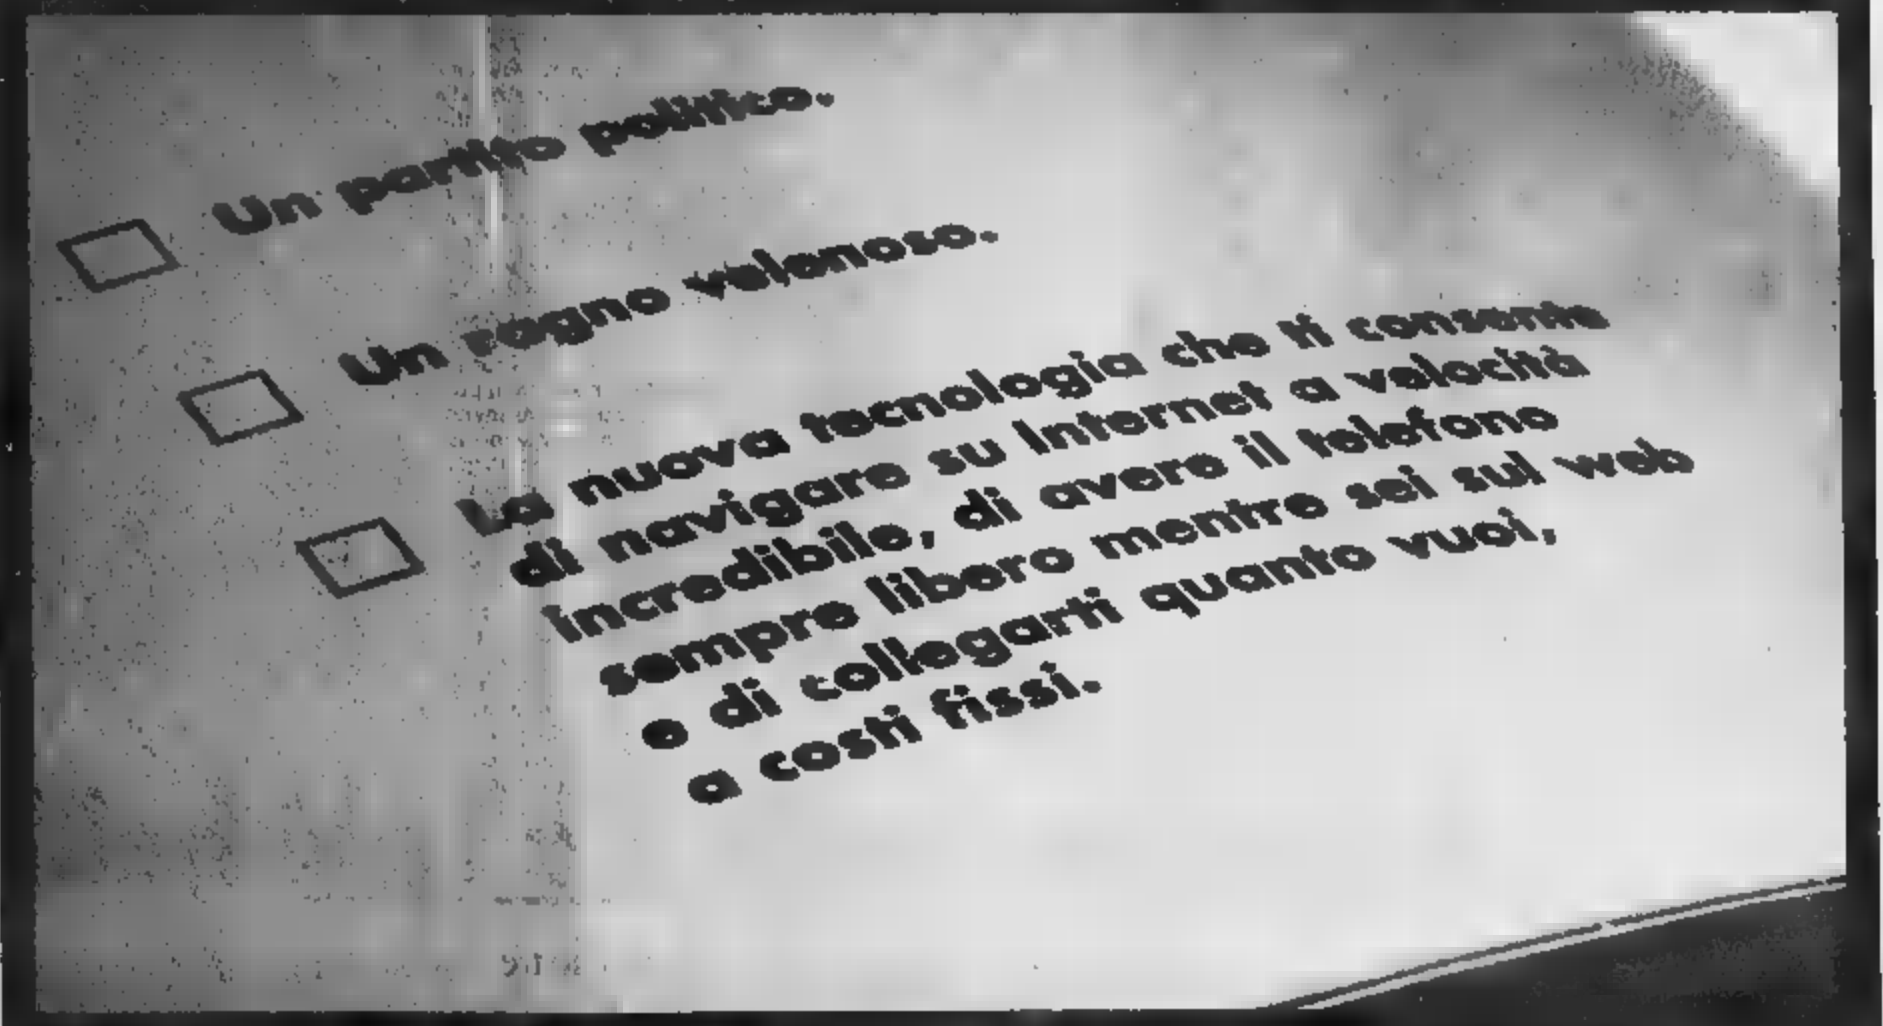 Un partito politico.
Un ragno velenoso.
La nuova tecnologia che ti consente
di navigare su Internet a velocità
incredibile, di avere il telefono
sempre libero mentre sei sul web
e di collegarti quanto vuoi,
a costi fissi.